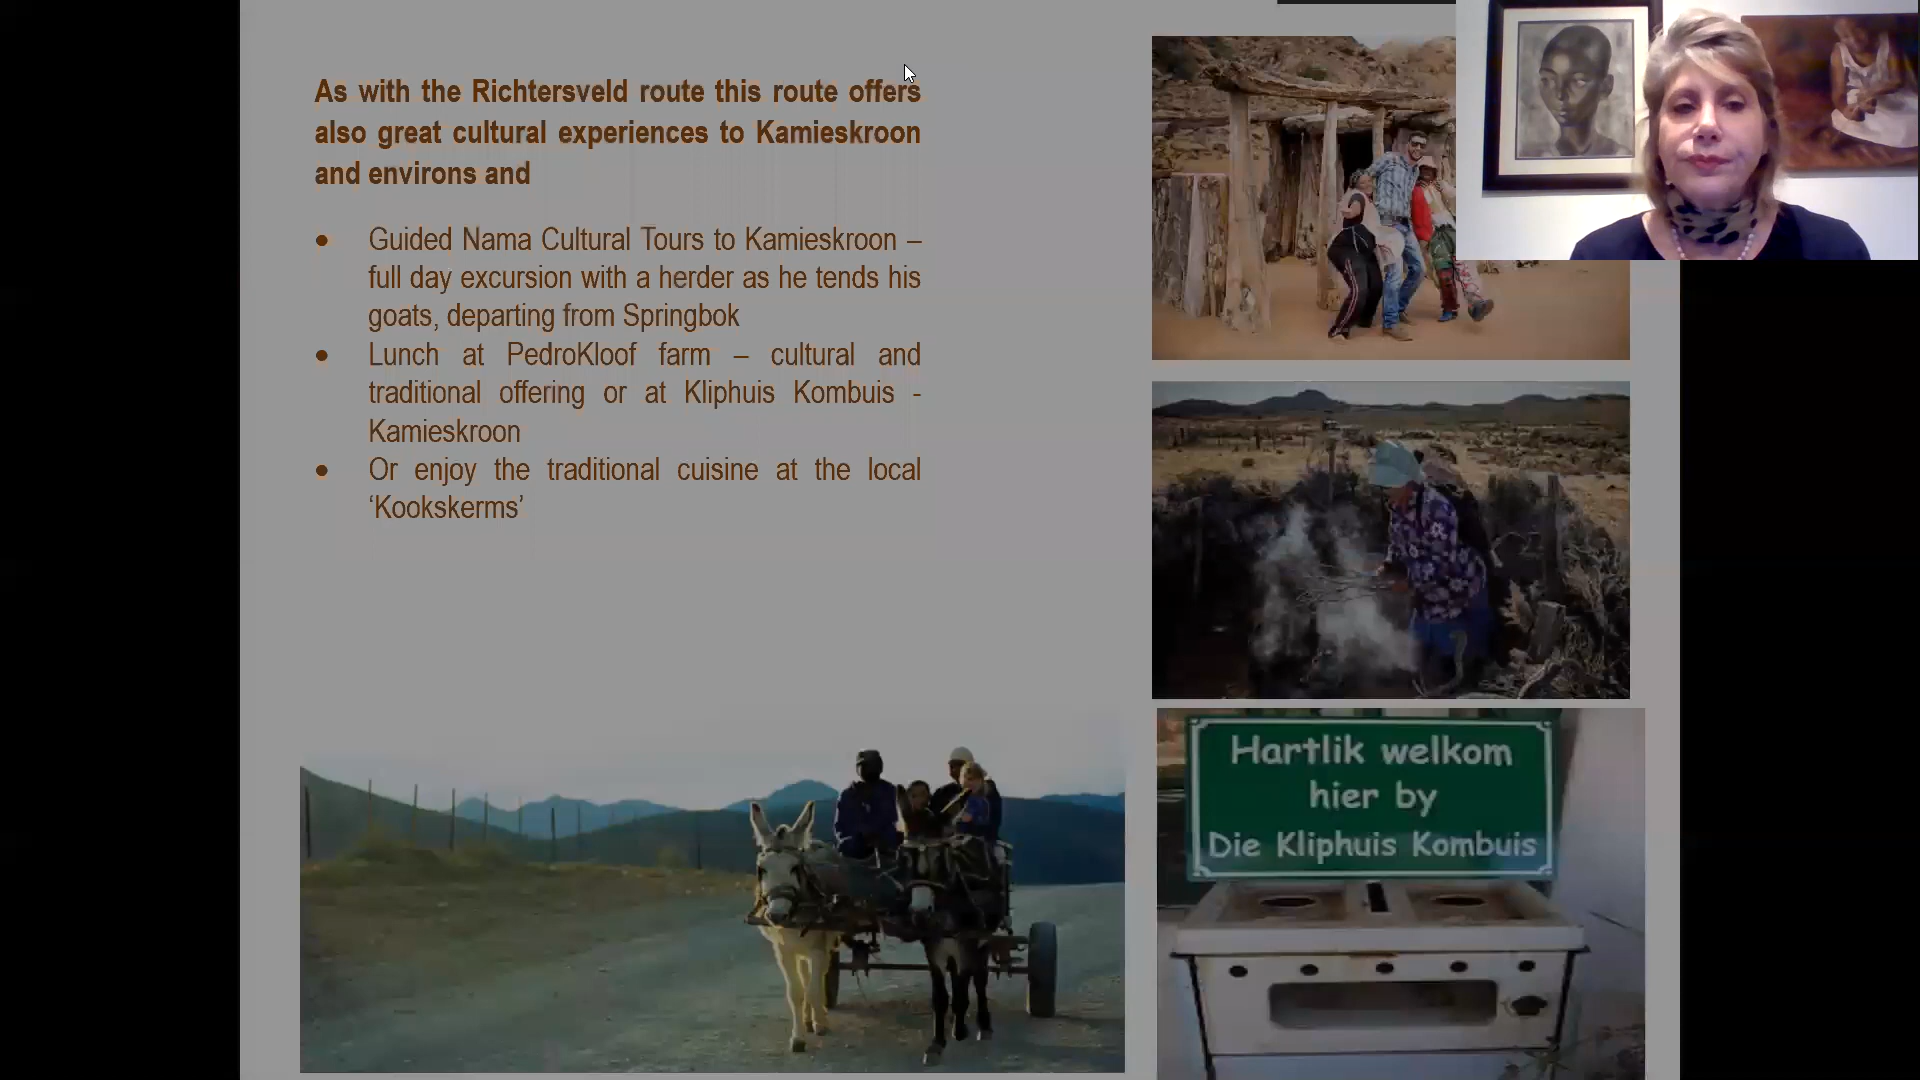 As with the Richtersveld route this route offers
also great cultural experiences to Kamieskroon
and environs and
• Guided Nama Cultural Tours to Kamieskroon –
full day excursion with a herder as he tends his
goats, departing from Springbok
• Lunch at PedroKloof farm – cultural and
traditional offering or at Kliphuis Kombuis -
Kamieskroon
• Or enjoy the traditional cuisine at the local
‘Kookskerms’
Hartlik welkom
hier by
Die Kliphuis Kombuis